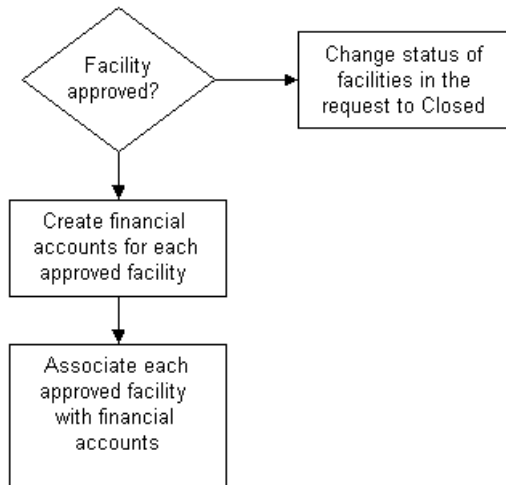 Facility
approved?
Change status of
facilities in the
request to Closed
Create financial
accounts for each
approved facility
Associate each
approved facility
with financial
accounts